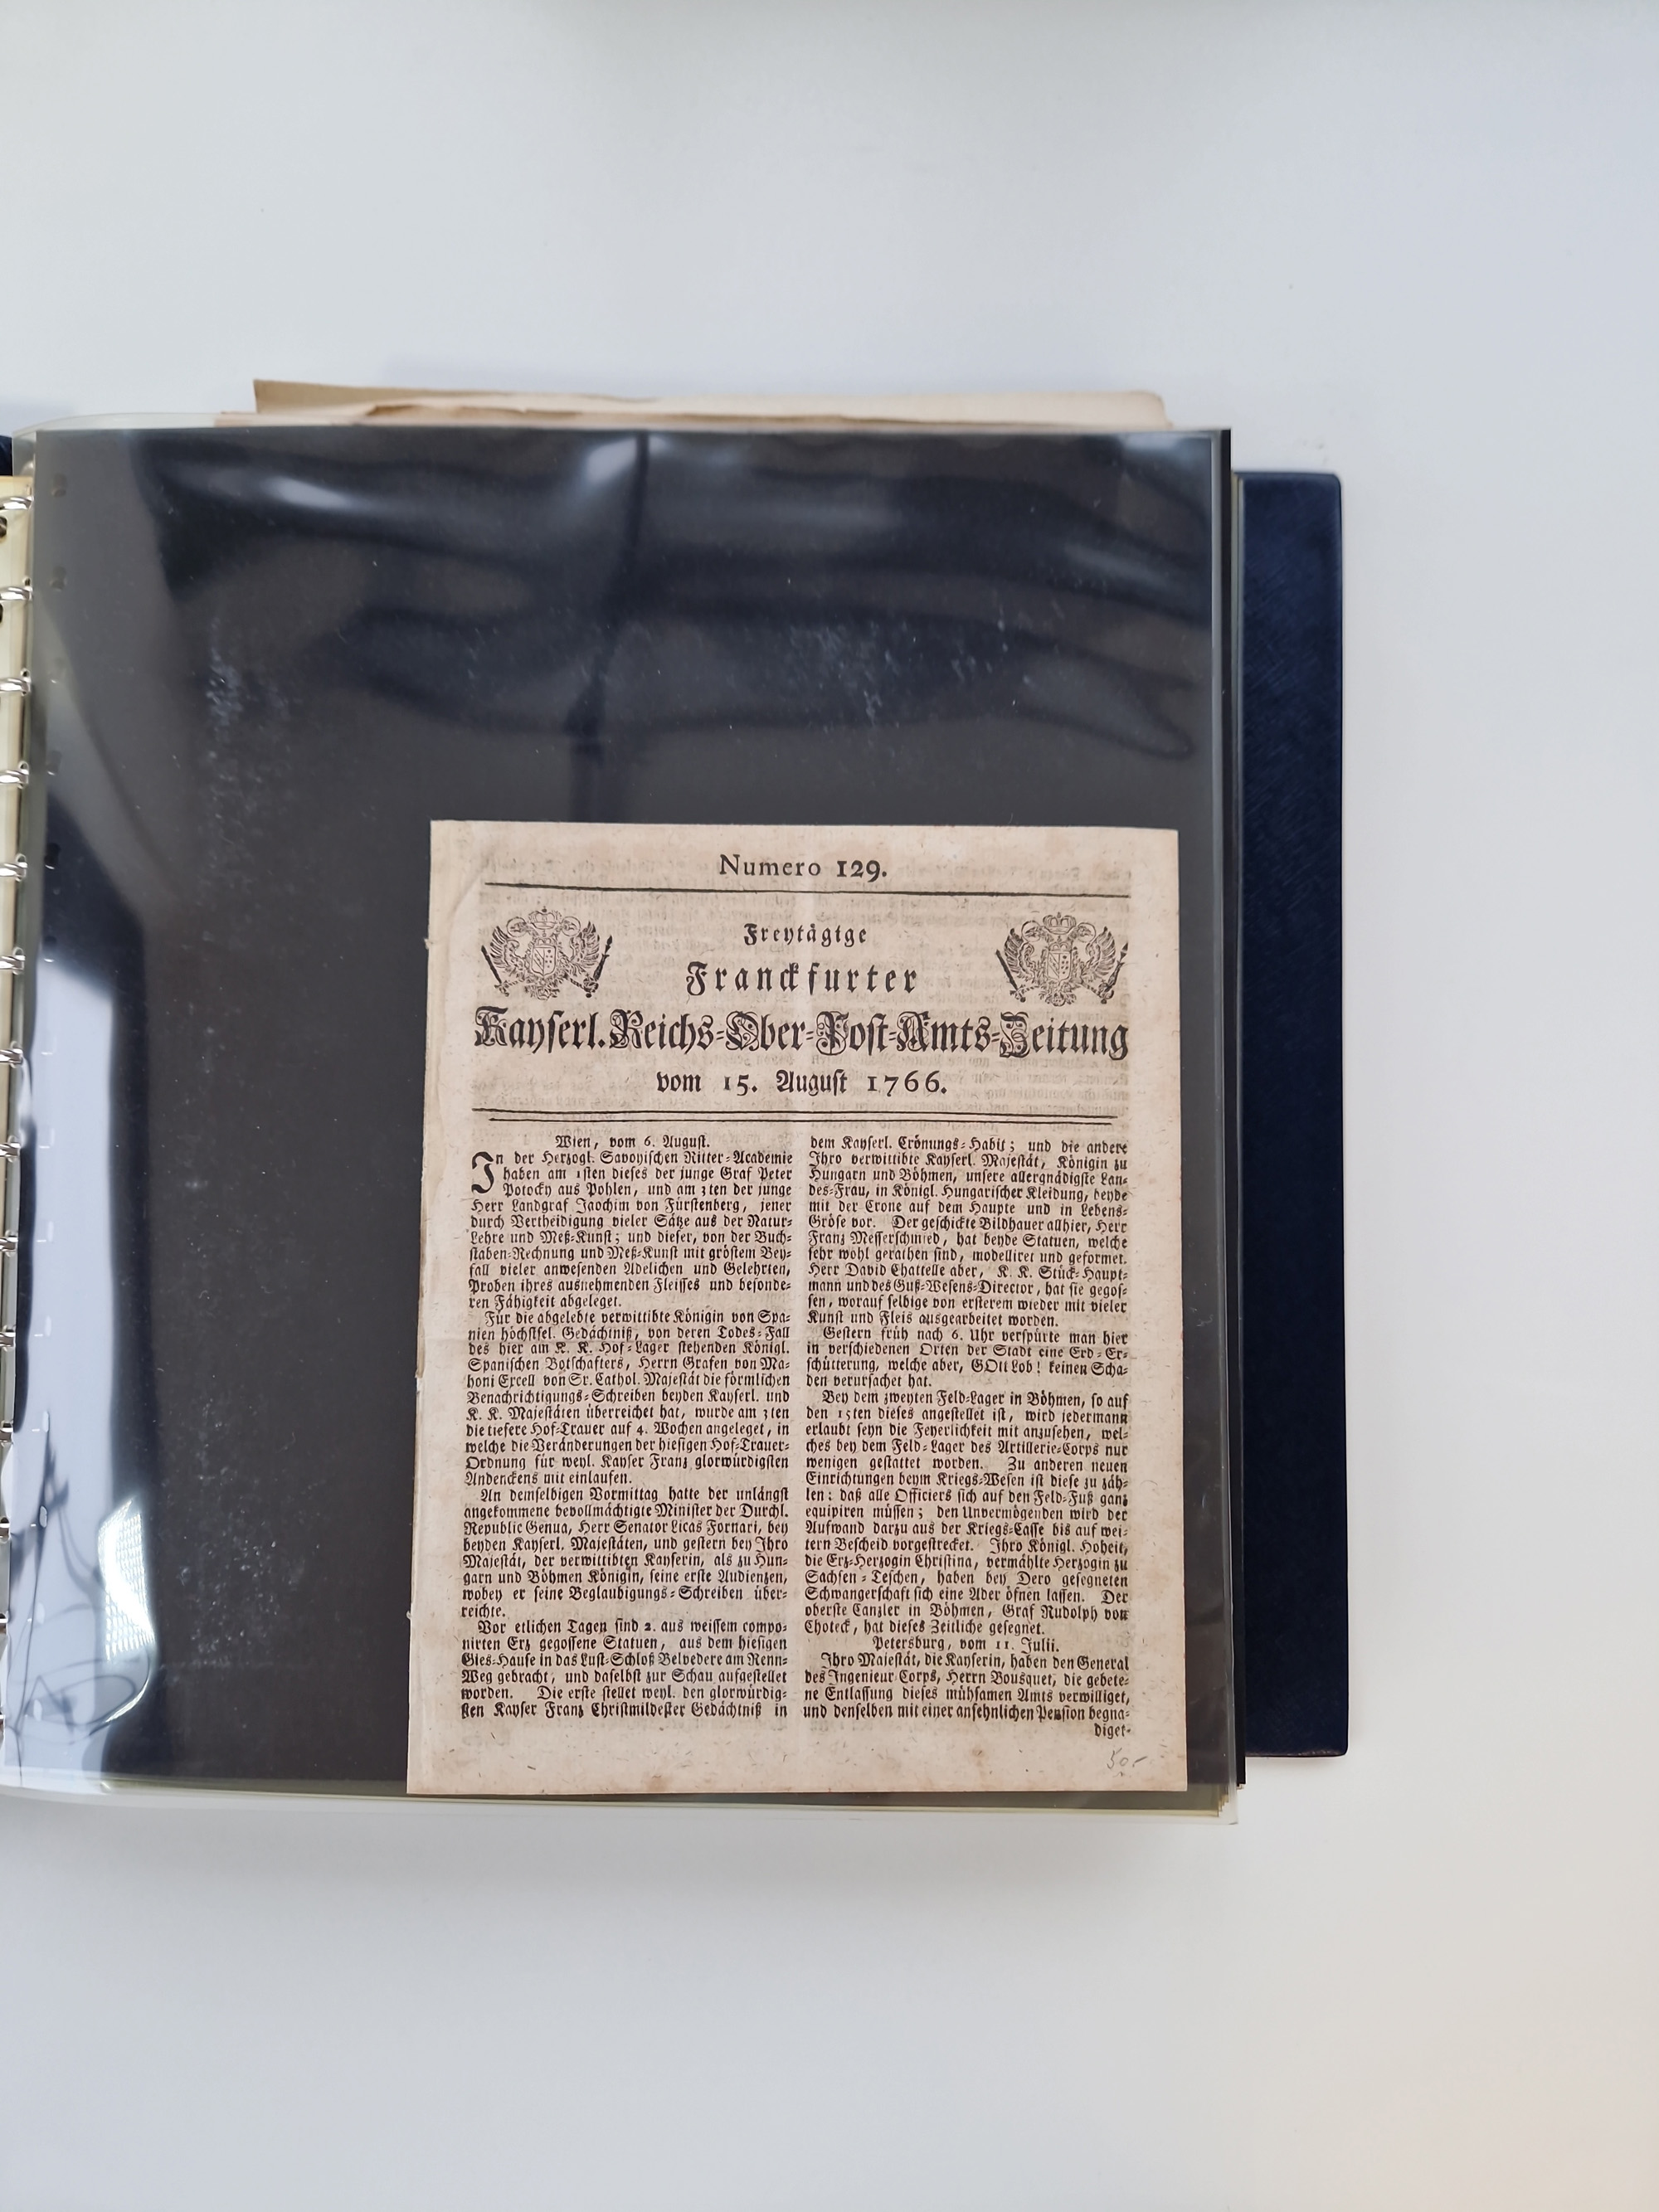 Numero 129.
Freytägige
Franckfurter
Kayserl. Reichs-Ober-Post-Amts-Zeitung
vom 15. August 1766.
Wien, vom 6. August.
In der Herzogl. Savoyischen Ritter-Academie
haben am 1sten dieses der junge Graf Peter
Potocky aus Pohlen, und am 3ten der junge
Herr Landgraf Jaochim von Fürstenberg, jener
durch Vertheidigung vieler Sätze aus der Natur-
Lehre und Meß-Kunst; und dieser, von der Buch-
staben-Rechnung und Meß-Kunst mit gröstem Bey-
fall vieler anwesenden Adelichen und Gelehrten,
Proben ihres ausnehmenden Fleisses und besonde-
ren Fähigkeit abgeleget.
Für die abgelebte verwittibte Königin von Spa-
nien höchstsel. Gedächtniß, von deren Todes-Fall
des hier am K. K. Hof-Lager stehenden Königl.
Spanischen Botschafters, Herrn Grafen von Ma-
honi Excell von Sr. Cathol. Majestät die förmlichen
Benachrichtigungs-Schreiben beyden Kayserl. und
K. K. Majestäten überreichet hat, wurde am 3ten
die tiefere Hof-Trauer auf 4. Wochen angeleget, in
welche die Veränderungen der hiesigen Hof-Trauer-
Ordnung für weyl. Kayser Franz glorwürdigsten
Andenckens mit einlaufen.
An demselbigen Vormittag hatte der unlängst
angekommene bevollmächtigte Minister der Durchl.
Republic Genua, Herr Senator Licas Fornari, bey
beyden Kayserl. Majestäten, und gestern bey Ihro
Majestät, der verwittibten Kayserin, als zu Hun-
garn und Böhmen Königin, seine erste Audienzen,
wobey er seine Beglaubigungs-Schreiben über-
reichte.
Vor etlichen Tagen sind 2. aus weissem compo-
nirten Erz gegossene Statuen, aus dem hiesigen
Gies-Hause in das Lust-Schloß Belvedere am Renn-
Weg gebracht, und daselbst zur Schau aufgestellet
worden. Die erste stellet weyl. den glorwürdig-
sten Kayser Franz Christmildester Gedächtniß in
dem Kayserl. Crönungs-Habit; und die andere
Ihro verwittibte Kayserl. Majestät, Königin zu
Hungarn und Böhmen, unsere allergnädigste Lan-
des-Frau, in Königl. Hungarischer Kleidung, beyde
mit der Crone auf dem Haupte und in Lebens-
Gröse vor. Der geschickte Bildhauer allhier, Herr
Franz Messerschmied, hat beyde Statuen, welche
sehr wohl gerathen sind, modelliret und geformet.
Herr David Chattelle aber, K. K. Stück-Haupt-
mann und des Guß-Wesens-Director, hat sie gegos-
sen, worauf selbige von ersterem wieder mit vieler
Kunst und Fleis ausgearbeitet worden.
Gestern früh nach 6. Uhr verspürte man hier
in verschiedenen Orten der Stadt eine Erd-Er-
schütterung, welche aber, GOtt Lob! keinen Scha-
den verursachet hat.
Bey dem zweyten Feld-Lager in Böhmen, so auf
den 15ten dieses angestellet ist, wird jedermann
erlaubt seyn die Feyerlichkeit mit anzusehen, wel-
ches bey dem Feld-Lager des Artillerie-Corps nur
wenigen gestattet worden. Zu anderen neuen
Einrichtungen beym Kriegs-Wesen ist diese zu zäh-
len: daß alle Officiers sich auf den Feld-Fuß ganz
equipiren müssen; den Unvermögenden wird der
Aufwand darzu aus der Kriegs-Casse bis auf wei-
tern Bescheid vorgestrecket. Ihro Königl. Hoheit,
die Erz-Herzogin Christina, vermählte Herzogin zu
Sachsen-Teschen, haben bey Dero gesegneten
Schwangerschaft sich eine Ader öfnen lassen. Der
oberste Canzler in Böhmen, Graf Rudolph von
Choteck, hat dieses Zeitliche gesegnet.
Petersburg, vom 11. Julii.
Ihro Majestät, die Kayserin, haben den General
des Ingenieur Corps, Herrn Bousquet, die gebete-
ne Entlassung dieses mühsamen Amts verwilliget,
und denselben mit einer ansehnlichen Pension begna-
diget-
50.-